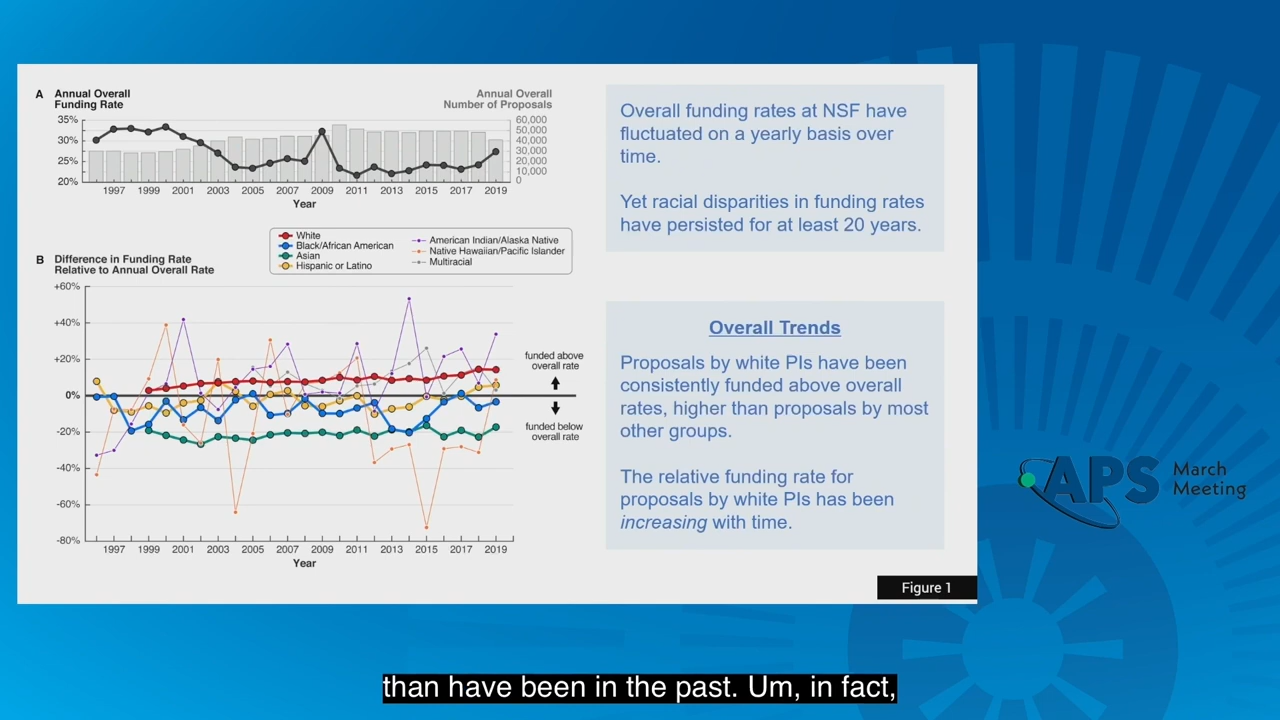 A Annual Overall
Funding Rate
Annual Overall
Number of Proposals
35%
30%
25%
20%
60,000
50,000
40,000
30,000
20,000
10,000
0
1997 1999 2001 2003 2005 2007 2009 2011 2013 2015 2017 2019
Year
White
Black/African American
Asian
Hispanic or Latino
American Indian/Alaska Native
Native Hawaiian/Pacific Islander
Multiracial
B Difference in Funding Rate
Relative to Annual Overall Rate
+60%
+40%
+20%
0%
-20%
-40%
-60%
-80%
funded above
overall rate
funded below
overall rate
1997 1999 2001 2003 2005 2007 2009 2011 2013 2015 2017 2019
Year
Overall funding rates at NSF have
fluctuated on a yearly basis over
time.
Yet racial disparities in funding rates
have persisted for at least 20 years.
Overall Trends
Proposals by white PIs have been
consistently funded above overall
rates, higher than proposals by most
other groups.
The relative funding rate for
proposals by white PIs has been
increasing with time.
Figure 1
APS March
Meeting
than have been in the past. Um, in fact,